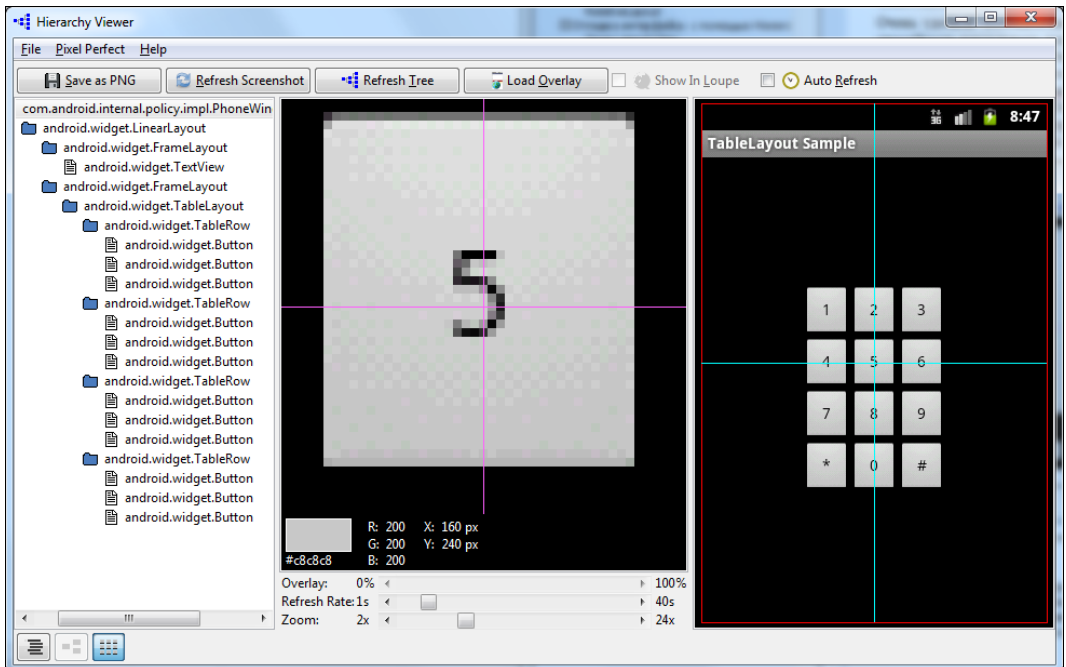 Hierarchy Viewer
File Pixel Perfect Help
Save as PNG Refresh Screenshot Refresh Tree Load Overlay Show In Loupe Auto Refresh
com.android.internal.policy.impl.PhoneWin
android.widget.LinearLayout
android.widget.FrameLayout
android.widget.TextView
android.widget.FrameLayout
android.widget.TableLayout
android.widget.TableRow
android.widget.Button
android.widget.Button
android.widget.Button
android.widget.TableRow
android.widget.Button
android.widget.Button
android.widget.Button
android.widget.TableRow
android.widget.Button
android.widget.Button
android.widget.Button
android.widget.TableRow
android.widget.Button
android.widget.Button
android.widget.Button
5
R: 200 X: 160 px
G: 200 Y: 240 px
#c8c8c8 B: 200
Overlay: 0% 100%
Refresh Rate: 1s 40s
Zoom: 2x 24x
3G 8:47
TableLayout Sample
1 2 3
4 5 6
7 8 9
* 0 #